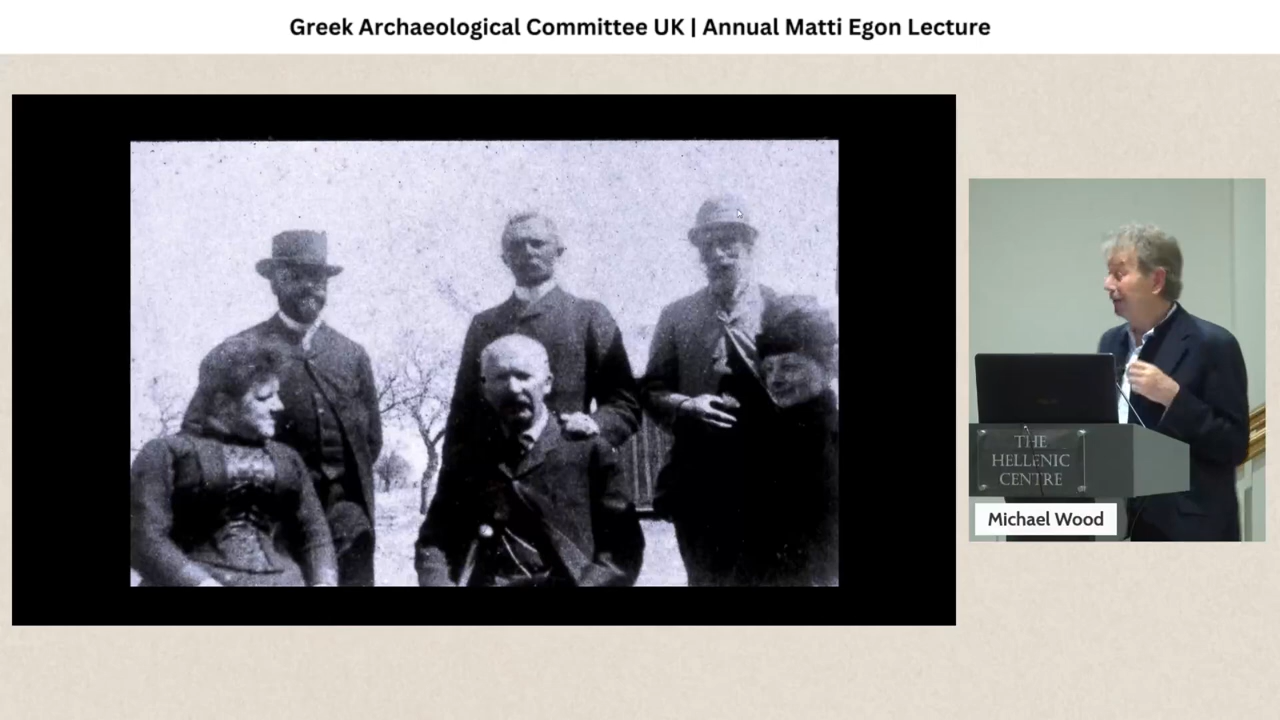 Greek Archaeological Committee UK | Annual Matti Egon Lecture
THE
HELLENIC
CENTRE
Michael Wood